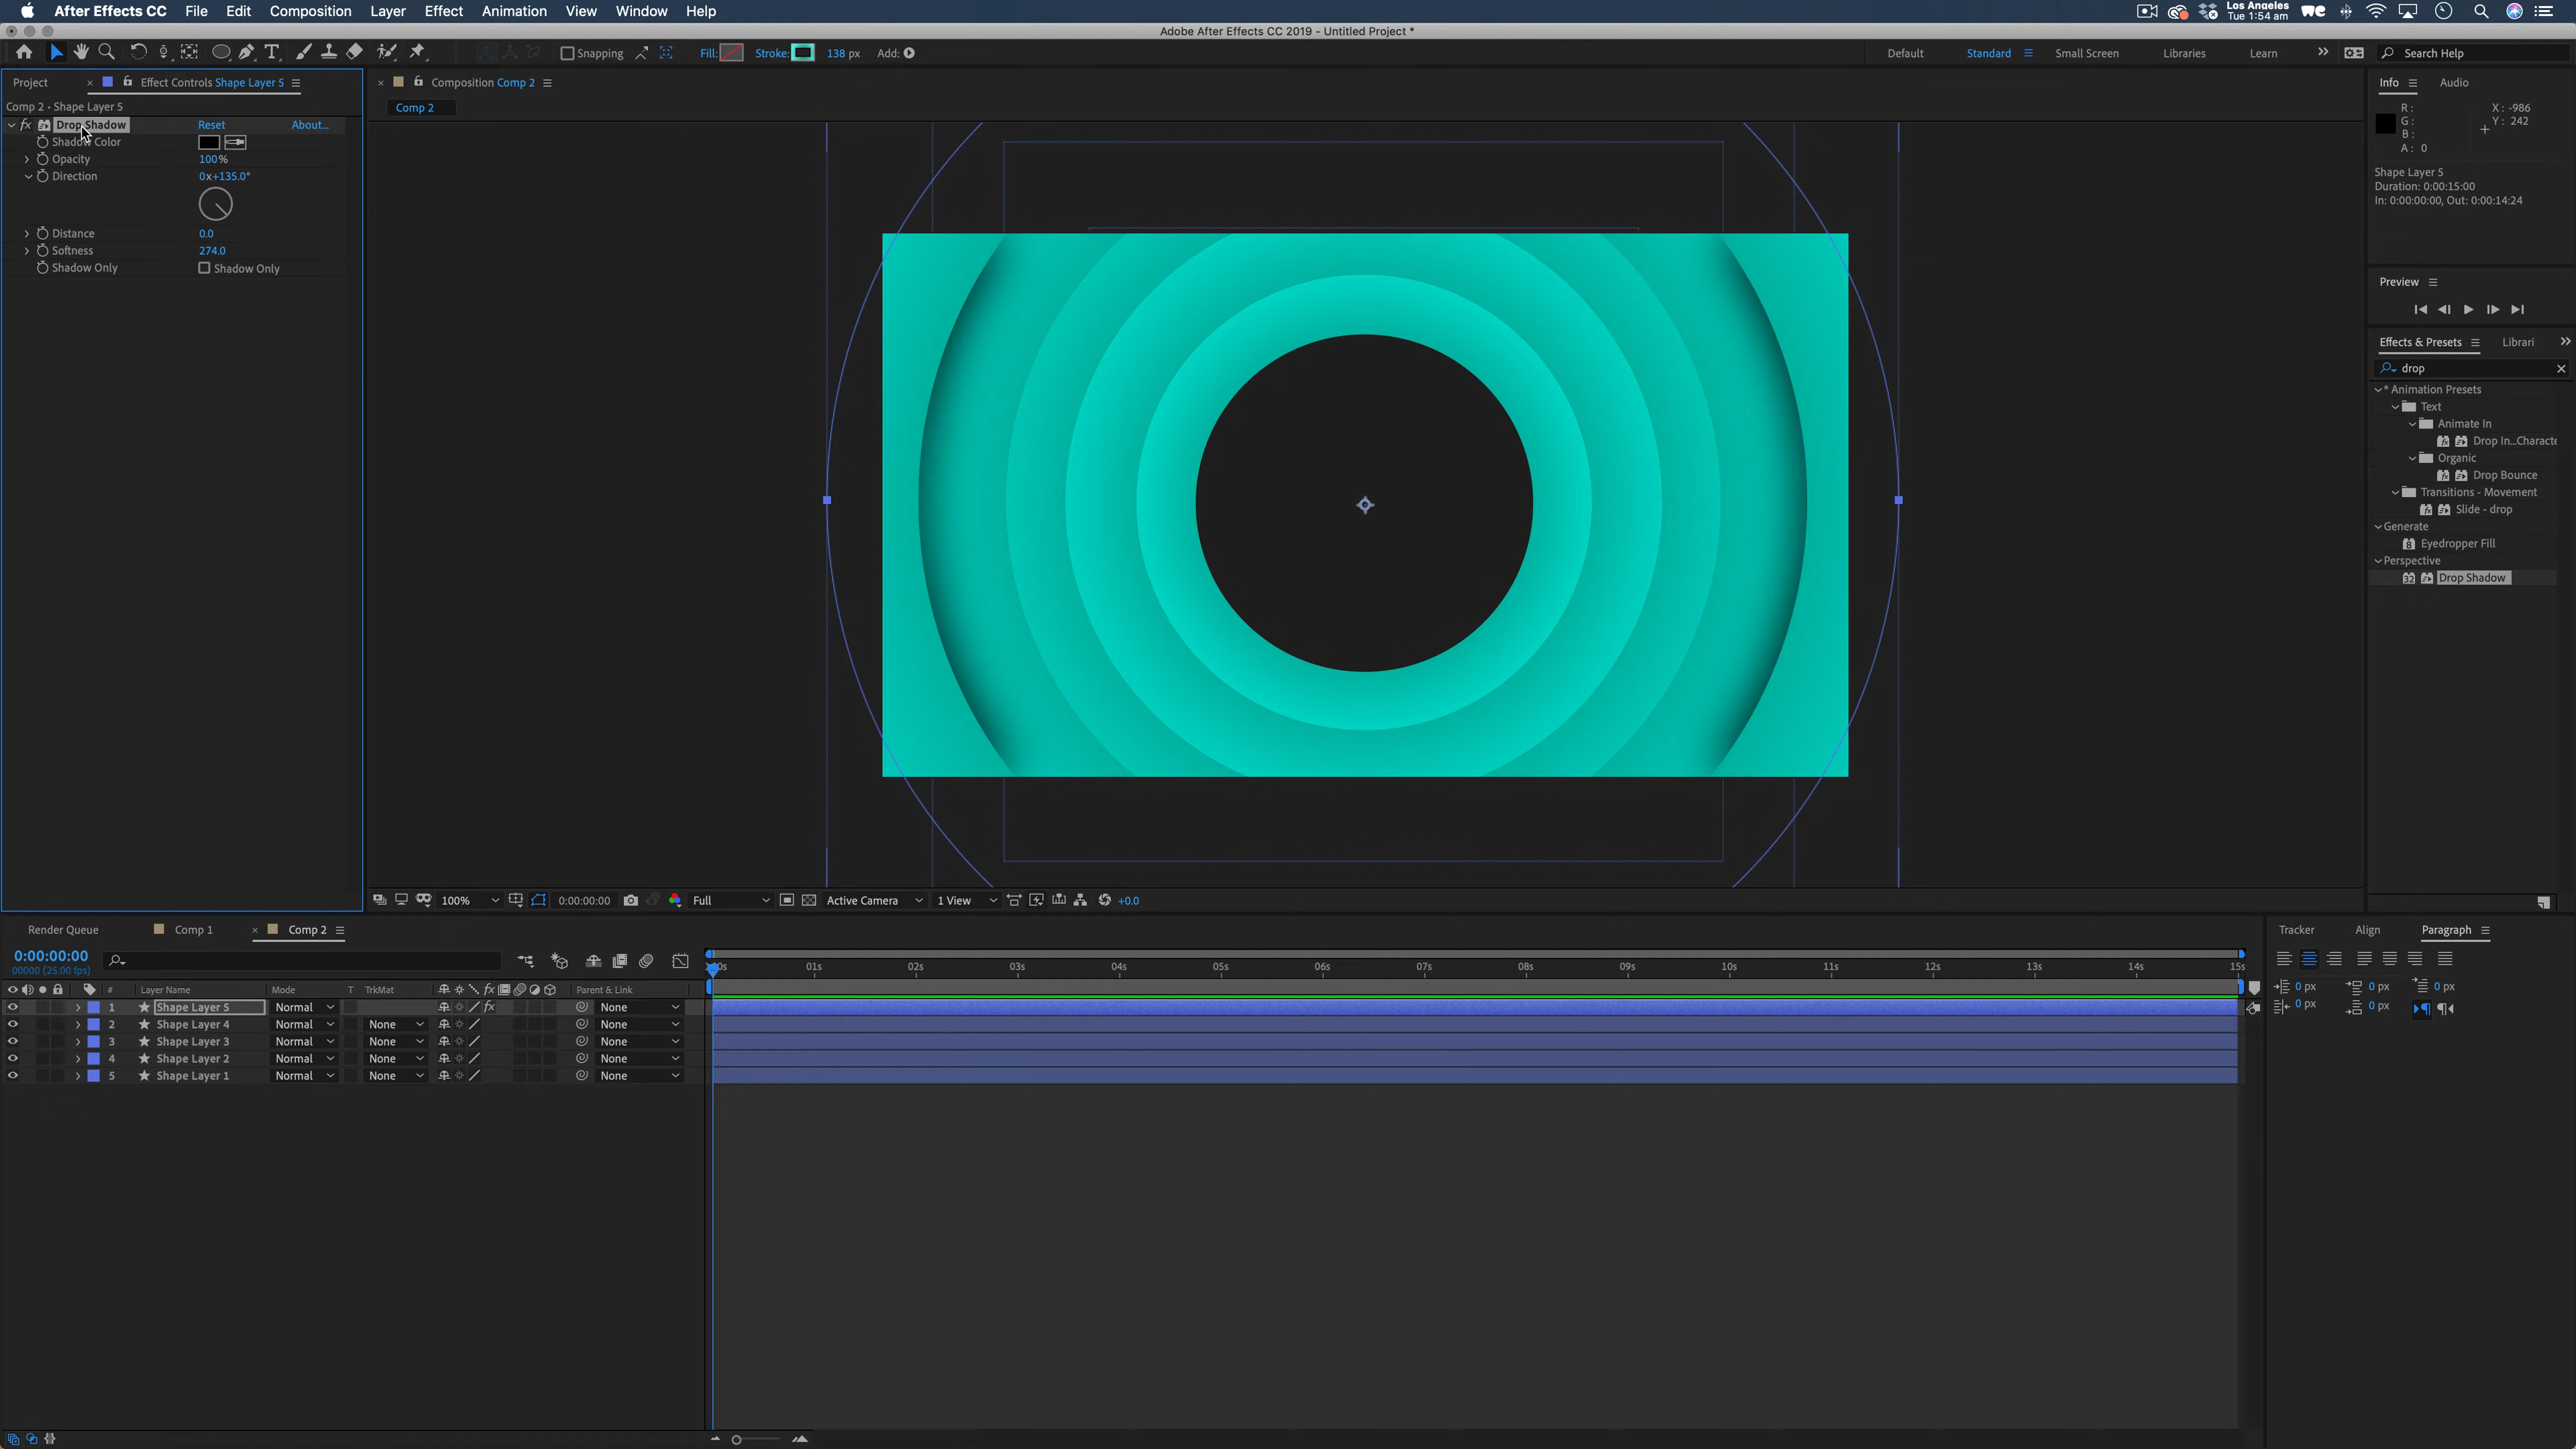 After Effects CC File Edit Composition Layer Effect Animation View Window Help
Los Angeles
Tue 1:54 am
Adobe After Effects CC 2019 - Untitled Project *
Snapping Fill: Stroke: 138 px Add: Default Standard Small Screen Libraries Learn Search Help
Project Effect Controls Shape Layer 5
Comp 2 • Shape Layer 5
Drop Shadow Reset About...
Shadow Color
Opacity 100%
Direction 0x+135.0°
Distance 0.0
Softness 274.0
Shadow Only Shadow Only
Composition Comp 2
Comp 2
100% 0:00:00:00 Full Active Camera 1 View +0.0
Info Audio
R : X : -986
G : Y : 242
B :
A : 0
Shape Layer 5
Duration: 0:00:15:00
In: 0:00:00:00, Out: 0:00:14:24
Preview
Effects & Presets Librari
drop
* Animation Presets
Text
Animate In
Drop In...Characte
Organic
Drop Bounce
Transitions - Movement
Slide - drop
Generate
Eyedropper Fill
Perspective
32 Drop Shadow
Render Queue Comp 1 Comp 2
0:00:00:00
00000 (25.00 fps)
01s 02s 03s 04s 05s 06s 07s 08s 09s 10s 11s 12s 13s 14s 15s
# Layer Name Mode T TrkMat Parent & Link
1 Shape Layer 5 Normal None
2 Shape Layer 4 Normal None None
3 Shape Layer 3 Normal None None
4 Shape Layer 2 Normal None None
5 Shape Layer 1 Normal None None
Tracker Align Paragraph
0 px 0 px 0 px
0 px 0 px